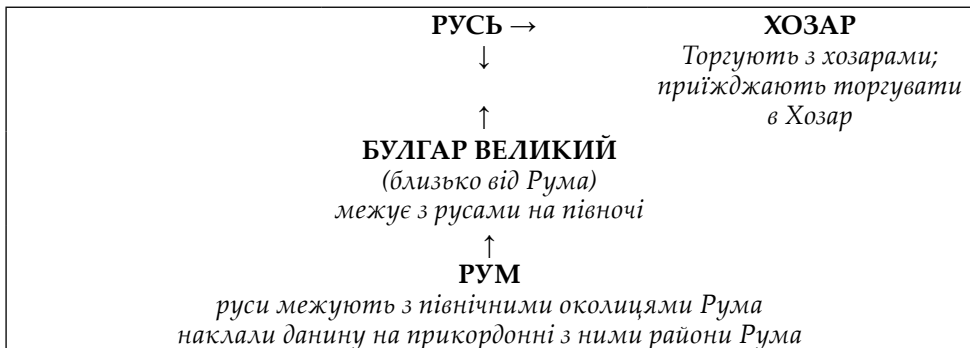 РУСЬ → ХОЗАР
↓ Торгують з хозарами;
приїжджають торгувати
↑ в Хозар
БУЛГАР ВЕЛИКИЙ
(близько від Рума)
межує з русами на півночі
↑
РУМ
руси межують з північними околицями Рума
наклали данину на прикордонні з ними райони Рума